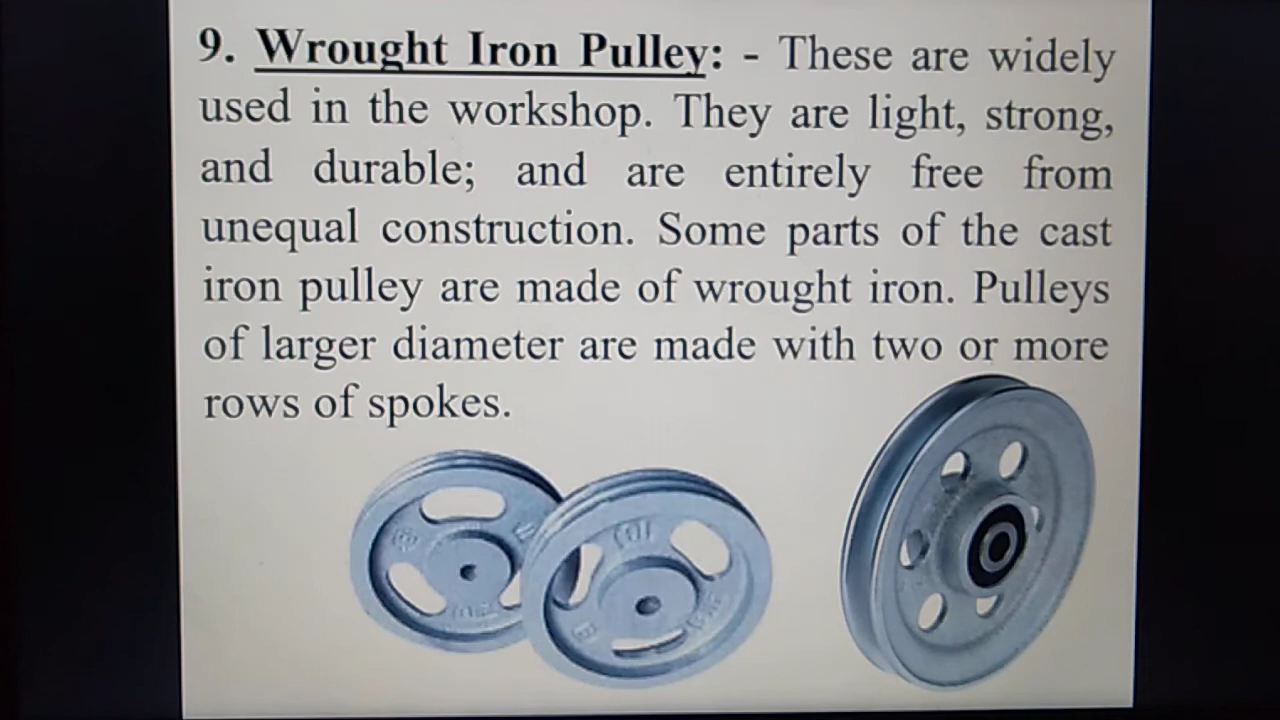 9. Wrought Iron Pulley: - These are widely
used in the workshop. They are light, strong,
and durable; and are entirely free from
unequal construction. Some parts of the cast
iron pulley are made of wrought iron. Pulleys
of larger diameter are made with two or more
rows of spokes.